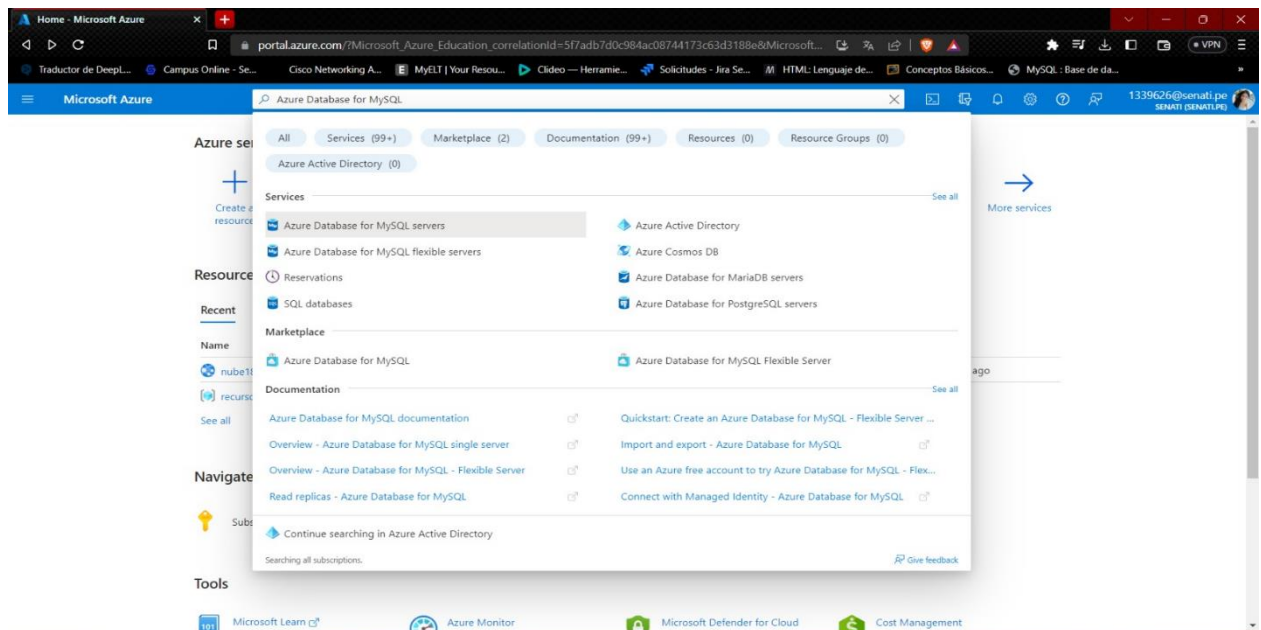 Home - Microsoft Azure
portal.azure.com/?Microsoft_Azure_Education_correlationId=5f7adb7d0c984ac08744173c63d3188e&Microsoft... VPN
Traductor de DeepL... Campus Online - Se... Cisco Networking A... E MyELT | Your Resou... Clideo — Herramie... Solicitudes - Jira Se... HTML: Lenguaje de... Conceptos Básicos... MySQL : Base de da... »
Microsoft Azure Azure Database for MySQL 1339626@senati.pe
SENATI (SENATI.PE)
Azure ser
All Services (99+) Marketplace (2) Documentation (99+) Resources (0) Resource Groups (0)
Azure Active Directory (0)
Services See all
Create a
resource
More services
Azure Database for MySQL servers Azure Active Directory
Azure Database for MySQL flexible servers Azure Cosmos DB
Resource
Reservations Azure Database for MariaDB servers
SQL databases Azure Database for PostgreSQL servers
Recent
Marketplace
Name
Azure Database for MySQL Azure Database for MySQL Flexible Server
nube18 ago
Documentation See all
recurso
See all
Azure Database for MySQL documentation Quickstart: Create an Azure Database for MySQL - Flexible Server ...
Overview - Azure Database for MySQL single server Import and export - Azure Database for MySQL
Overview - Azure Database for MySQL - Flexible Server Use an Azure free account to try Azure Database for MySQL - Flex...
Navigate
Read replicas - Azure Database for MySQL Connect with Managed Identity - Azure Database for MySQL
Subs
Continue searching in Azure Active Directory
Searching all subscriptions. Give feedback
Tools
101 Microsoft Learn Azure Monitor Microsoft Defender for Cloud Cost Management